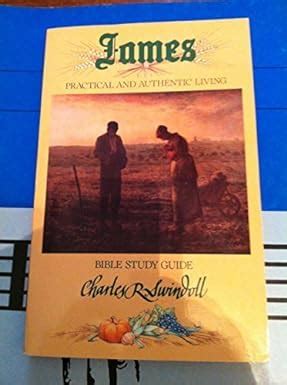 James
PRACTICAL AND AUTHENTIC LIVING
BIBLE STUDY GUIDE
Charles R. Swindoll